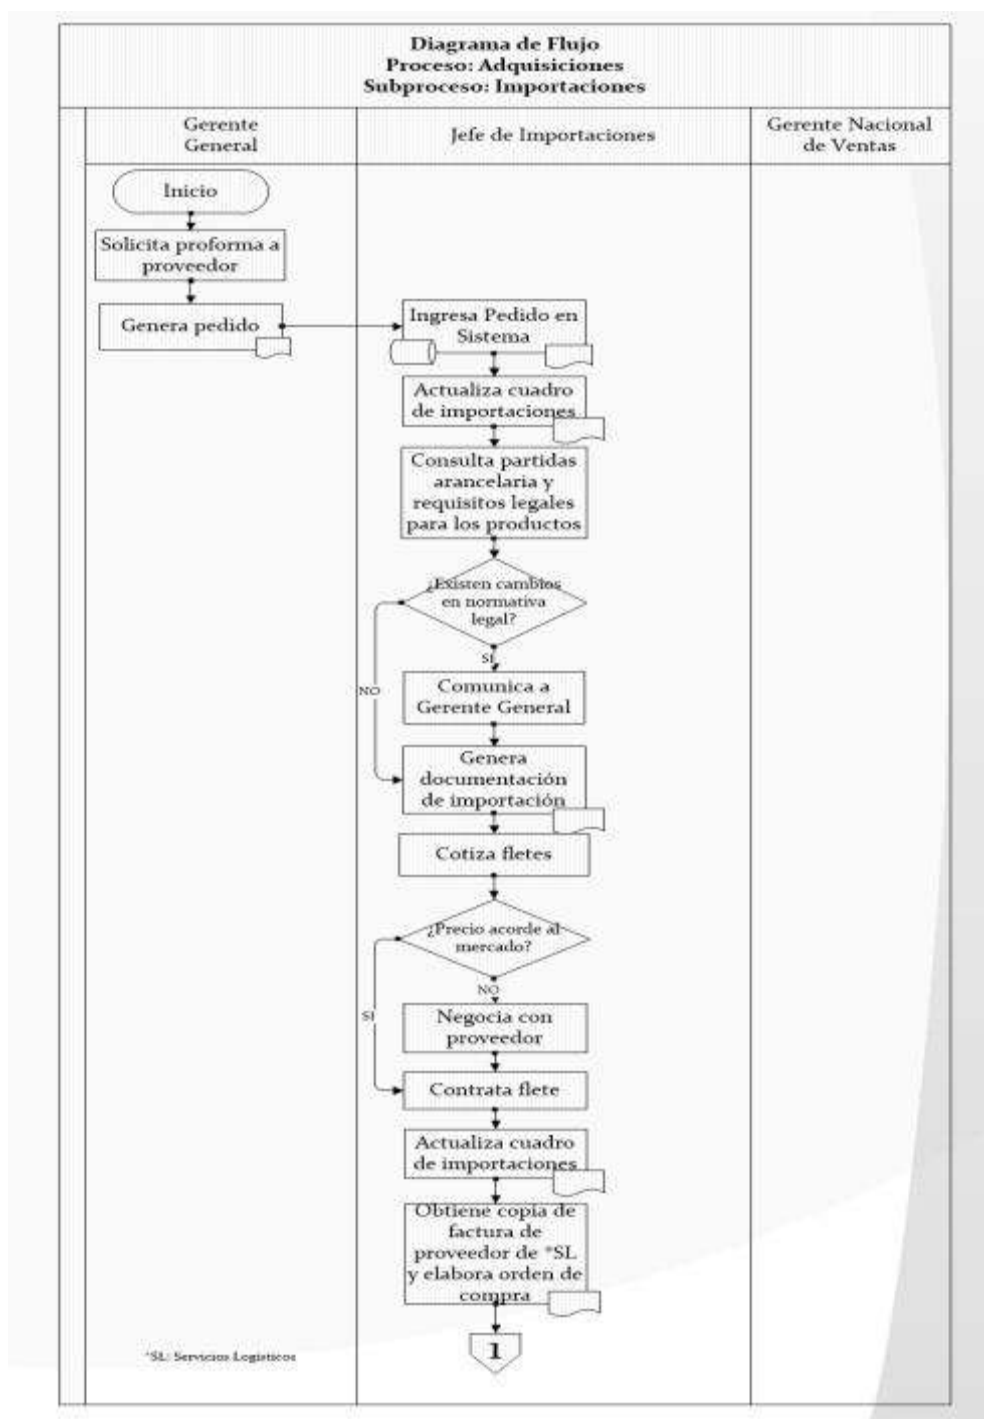 Diagrama de Flujo
Proceso: Adquisiciones
Subproceso: Importaciones
Gerente
General
Jefe de Importaciones
Gerente Nacional
de Ventas
Inicio
Solicita proforma a
proveedor
Genera pedido
Ingresa Pedido en
Sistema
Actualiza cuadro
de importaciones
Consulta partidas
arancelaria y
requisitos legales
para los productos
¿Existen cambios
en normativa
legal?
SI
NO
Comunica a
Gerente General
Genera
documentación
de importación
Cotiza fletes
¿Precio acorde al
mercado?
NO
SI
Negocia con
proveedor
Contrata flete
Actualiza cuadro
de importaciones
Obtiene copia de
factura de
proveedor de *SL
y elabora orden de
compra
1
*SL: Servicios Logísticos